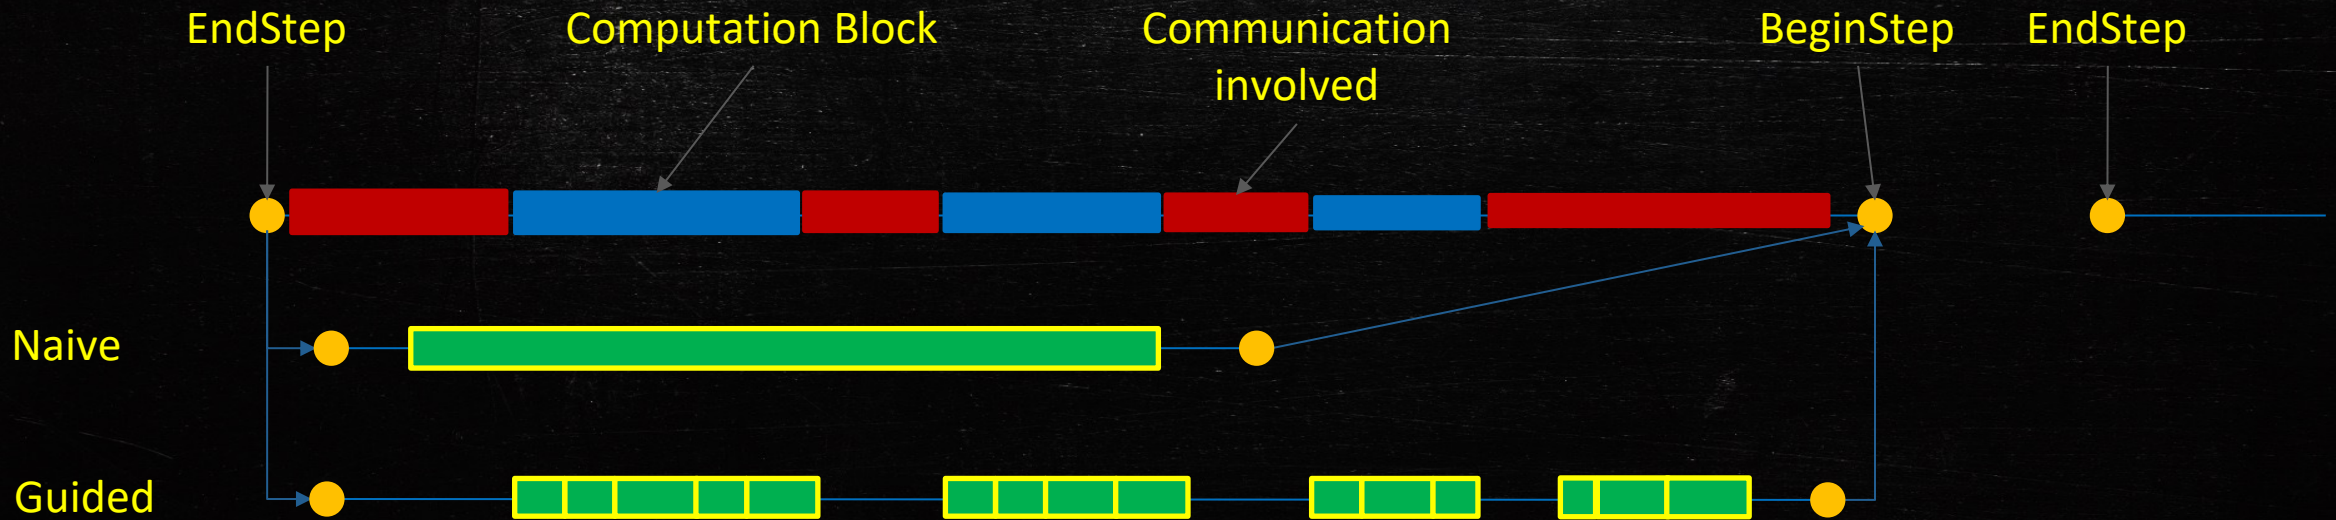 EndStep
Computation Block
Communication
involved
BeginStep
EndStep
Naive
Guided